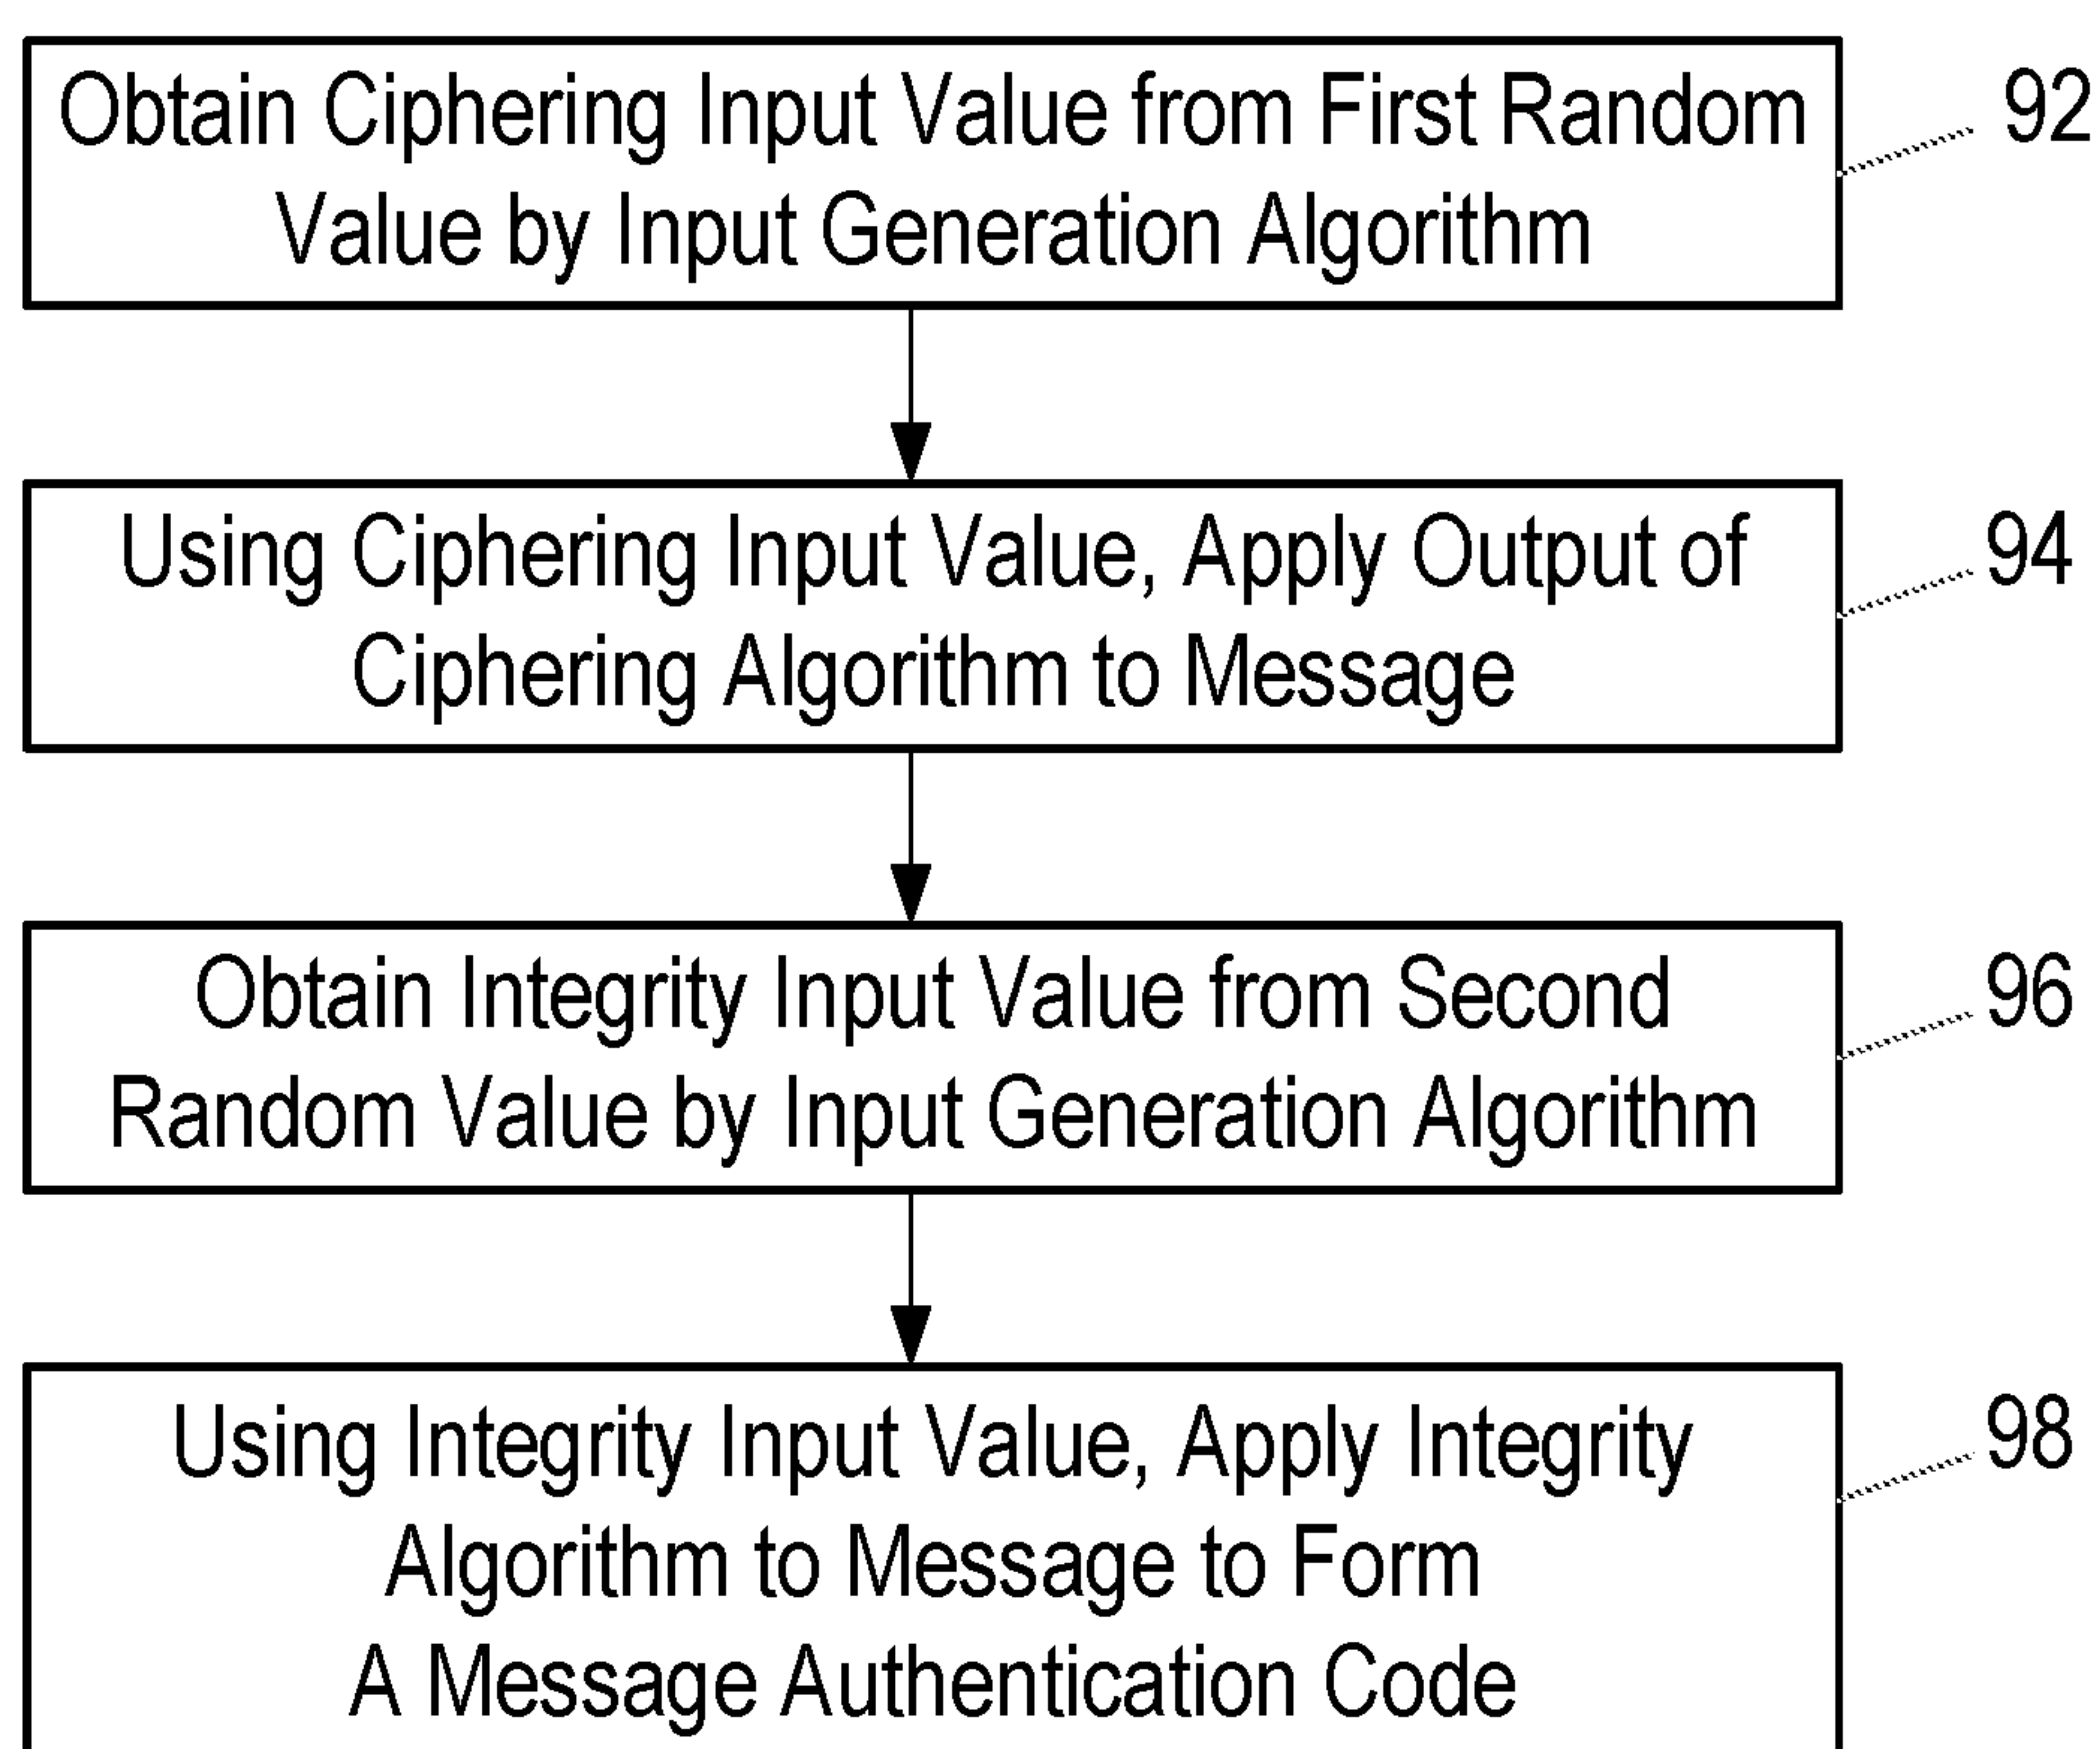 Obtain Ciphering Input Value from First Random
Value by Input Generation Algorithm
92
Using Ciphering Input Value, Apply Output of
Ciphering Algorithm to Message
94
Obtain Integrity Input Value from Second
Random Value by Input Generation Algorithm
96
Using Integrity Input Value, Apply Integrity
Algorithm to Message to Form
A Message Authentication Code
98